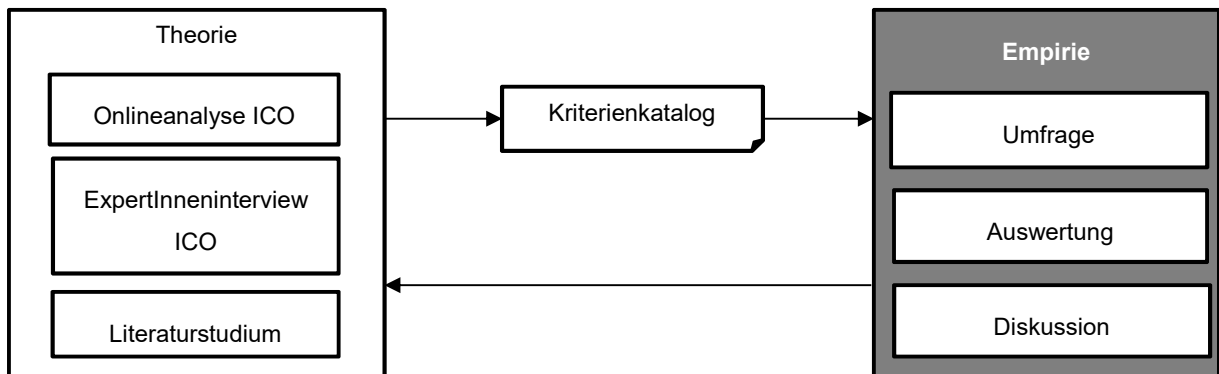 Theorie
Onlineanalyse ICO
ExpertInneninterview
ICO
Literaturstudium
Kriterienkatalog
Empirie
Umfrage
Auswertung
Diskussion